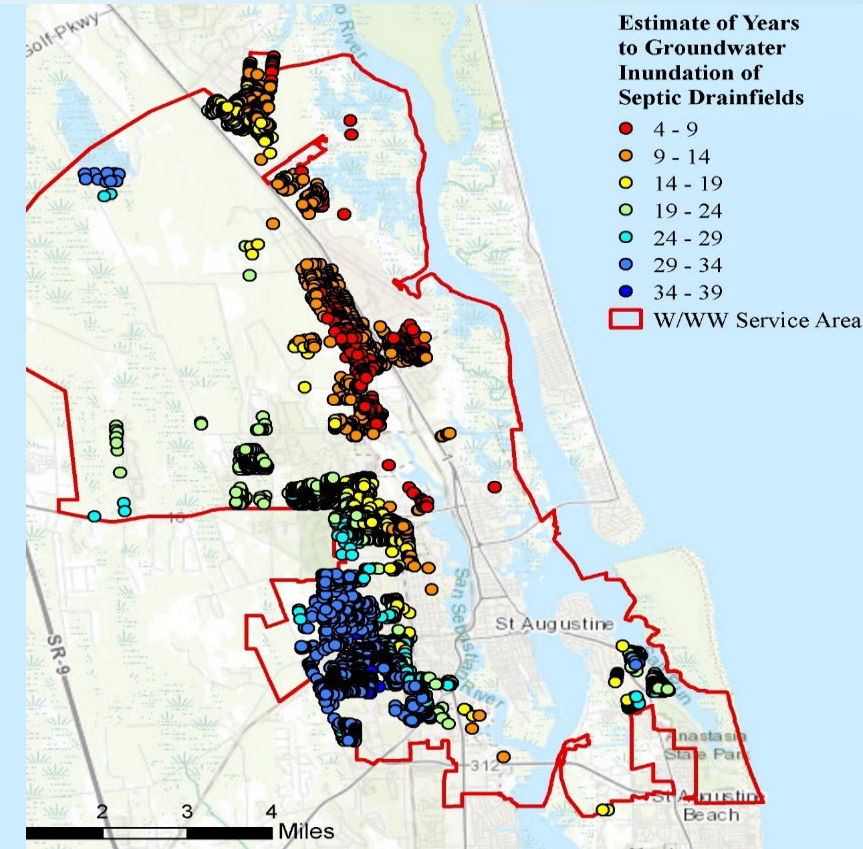 Golf-Pkwy
River
Estimate of Years
to Groundwater
Inundation of
Septic Drainfields
4 - 9
9 - 14
14 - 19
19 - 24
24 - 29
29 - 34
34 - 39
W/WW Service Area
1
16
San Sebastian
River
St Augustine
SR-9
312
Anastasia
State Park
St Augustine
Beach
2 3 4
Miles